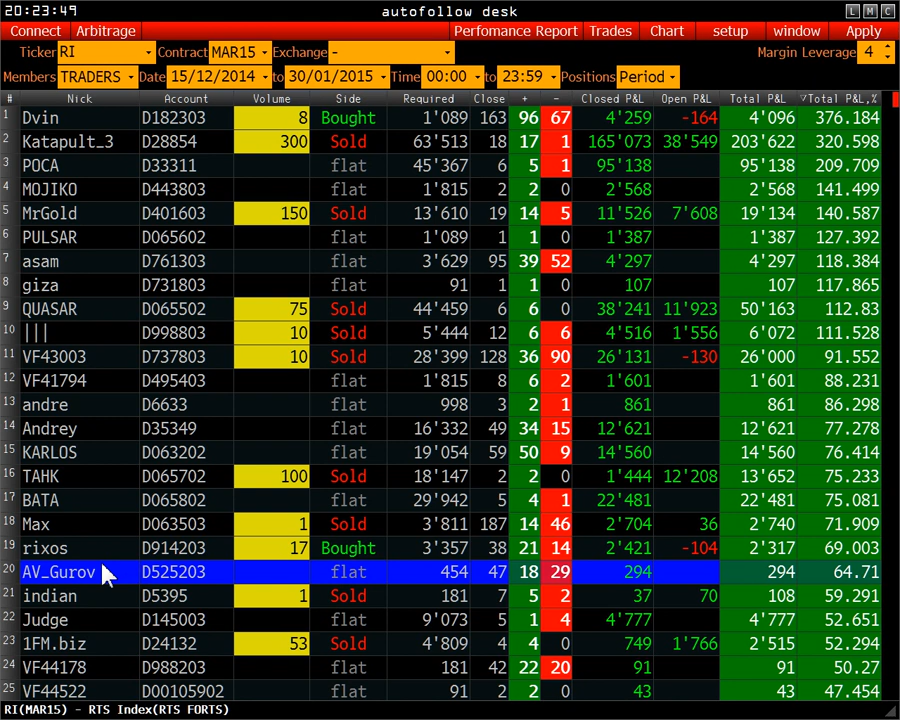 20:23:49 autofollow desk L M C
Connect Arbitrage Perfomance Report Trades Chart setup window Apply
Ticker RI Contract MAR15 Exchange - Margin Leverage 4
Members TRADERS Date 15/12/2014 to 30/01/2015 Time 00:00 to 23:59 Positions Period
# Nick Account Volume Side Required Close + - Closed P&L Open P&L Total P&L ▽Total P&L,%
1 Dvin D182303 8 Bought 1'089 163 96 67 4'259 -164 4'096 376.184
2 Katapult_3 D28854 300 Sold 63'513 18 17 1 165'073 38'549 203'622 320.598
3 POCA D33311 flat 45'367 6 5 1 95'138 95'138 209.709
4 MOJIKO D443803 flat 1'815 2 2 0 2'568 2'568 141.499
5 MrGold D401603 150 Sold 13'610 19 14 5 11'526 7'608 19'134 140.587
6 PULSAR D065602 flat 1'089 1 1 0 1'387 1'387 127.392
7 asam D761303 flat 3'629 95 39 52 4'297 4'297 118.384
8 giza D731803 flat 91 1 1 0 107 107 117.865
9 QUASAR D065502 75 Sold 44'459 6 6 0 38'241 11'923 50'163 112.83
10 ||| D998803 10 Sold 5'444 12 6 6 4'516 1'556 6'072 111.528
11 VF43003 D737803 10 Sold 28'399 128 36 90 26'131 -130 26'000 91.552
12 VF41794 D495403 flat 1'815 8 6 2 1'601 1'601 88.231
13 andre D6633 flat 998 3 2 1 861 861 86.298
14 Andrey D35349 flat 16'332 49 34 15 12'621 12'621 77.278
15 KARLOS D063202 flat 19'054 59 50 9 14'560 14'560 76.414
16 TAHK D065702 100 Sold 18'147 2 2 0 1'444 12'208 13'652 75.233
17 BATA D065802 flat 29'942 5 4 1 22'481 22'481 75.081
18 Max D063503 1 Sold 3'811 187 14 46 2'704 36 2'740 71.909
19 rixos D914203 17 Bought 3'357 38 21 14 2'421 -104 2'317 69.003
20 AV_Gurov D525203 flat 454 47 18 29 294 294 64.71
21 indian D5395 1 Sold 181 7 5 2 37 70 108 59.291
22 Judge D145003 flat 9'073 5 1 4 4'777 4'777 52.651
23 1FM.biz D24132 53 Sold 4'809 4 4 0 749 1'766 2'515 52.294
24 VF44178 D988203 flat 181 42 22 20 91 91 50.27
25 VF44522 D00105902 flat 91 2 2 0 43 43 47.454
RI(MAR15) - RTS Index(RTS FORTS)